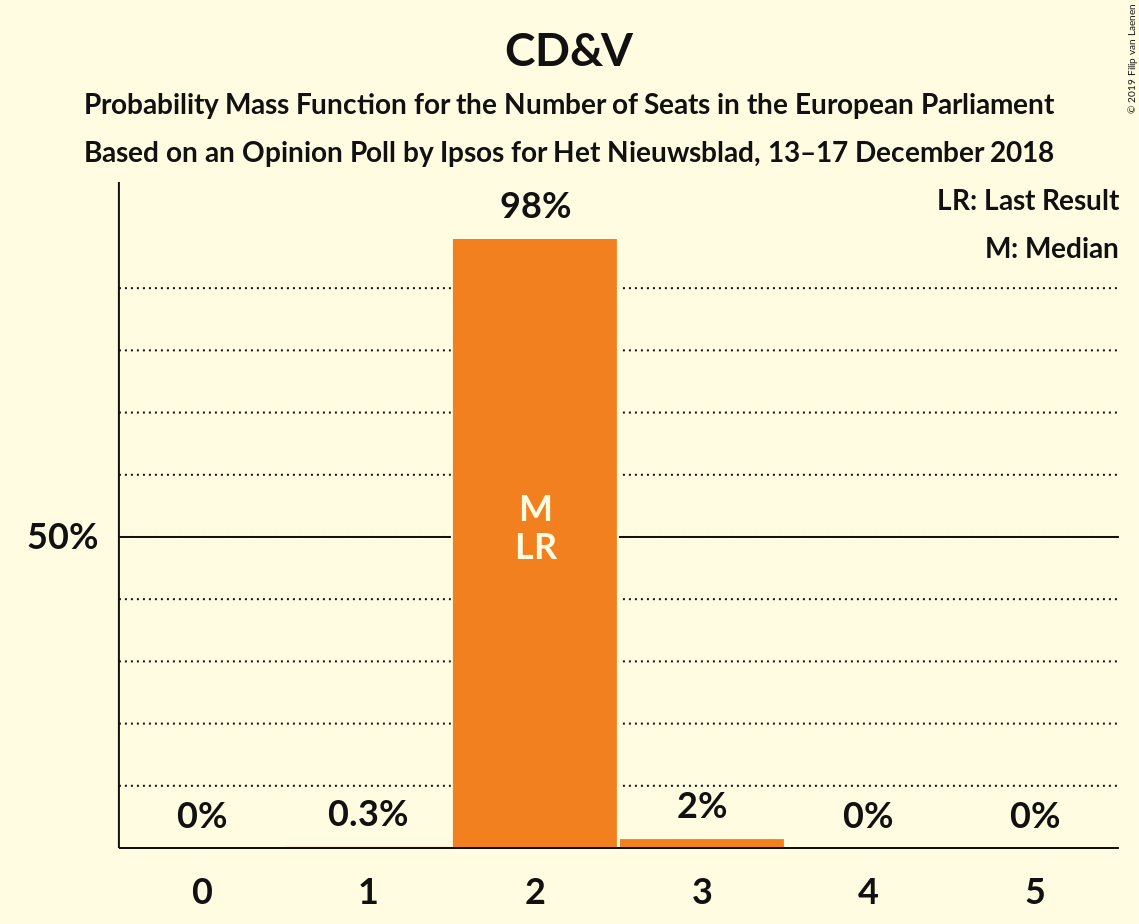 CD&V
Probability Mass Function for the Number of Seats in the European Parliament
Based on an Opinion Poll by Ipsos for Het Nieuwsblad, 13–17 December 2018
© 2019 Filip van Laenen
LR: Last Result
M: Median
98%
M
LR
50%
0%
0.3%
2%
0%
0%
0
1
2
3
4
5